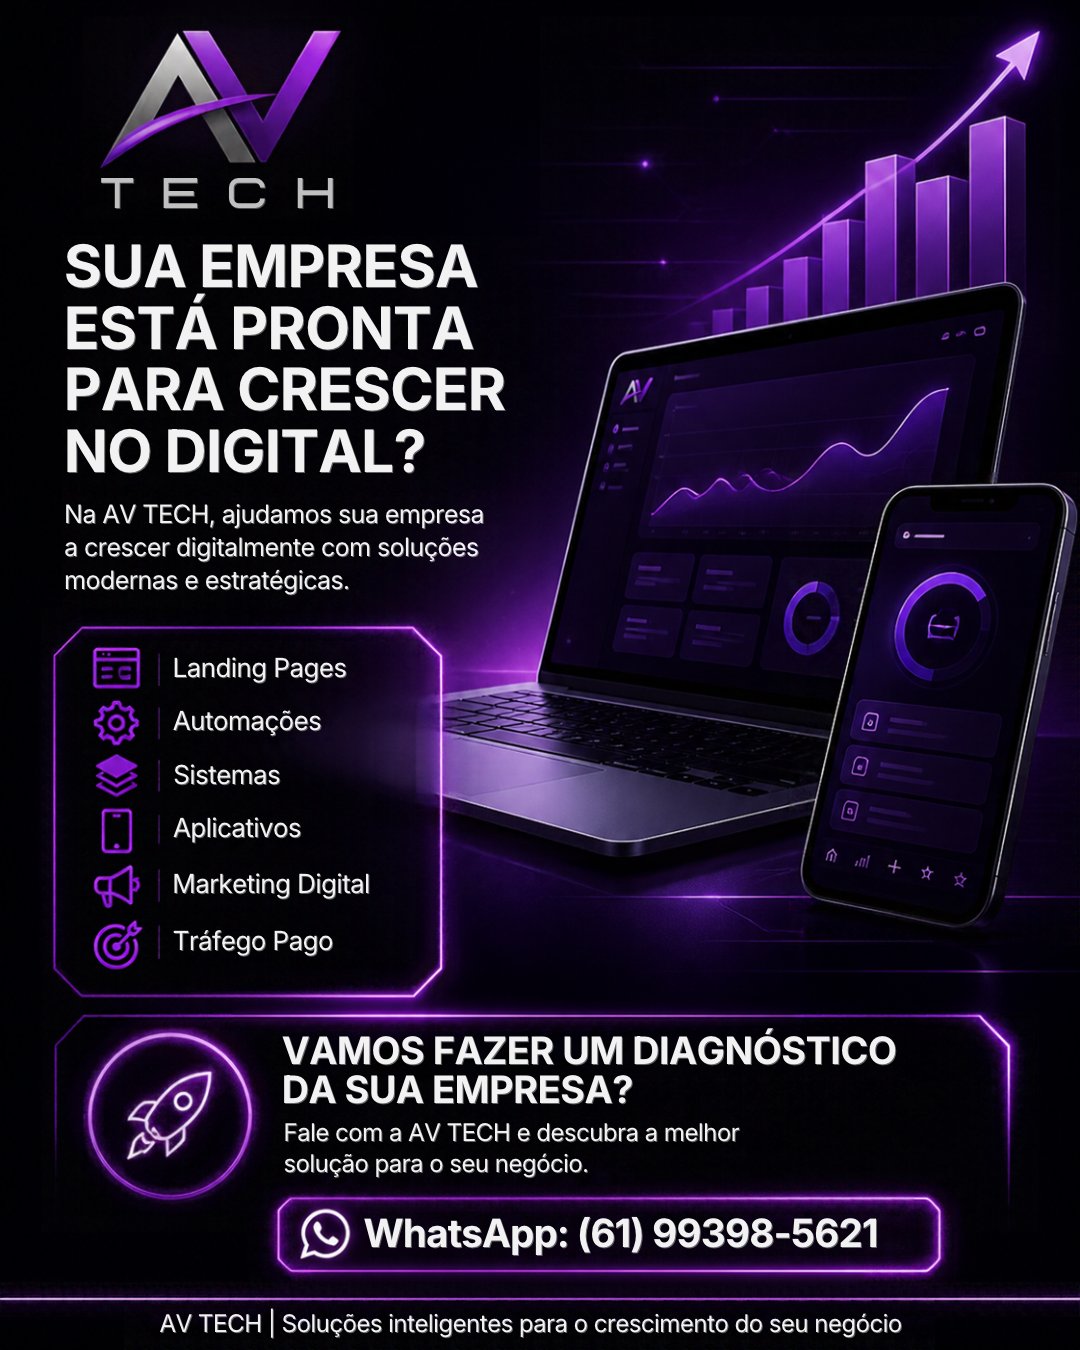 AV
TECH
SUA EMPRESA
ESTÁ PRONTA
PARA CRESCER
NO DIGITAL?
Na AV TECH, ajudamos sua empresa
a crescer digitalmente com soluções
modernas e estratégicas.
AV
Landing Pages
Automações
Sistemas
Aplicativos
Marketing Digital
Tráfego Pago
VAMOS FAZER UM DIAGNÓSTICO
DA SUA EMPRESA?
Fale com a AV TECH e descubra a melhor
solução para o seu negócio.
WhatsApp: (61) 99398-5621
AV TECH | Soluções inteligentes para o crescimento do seu negócio